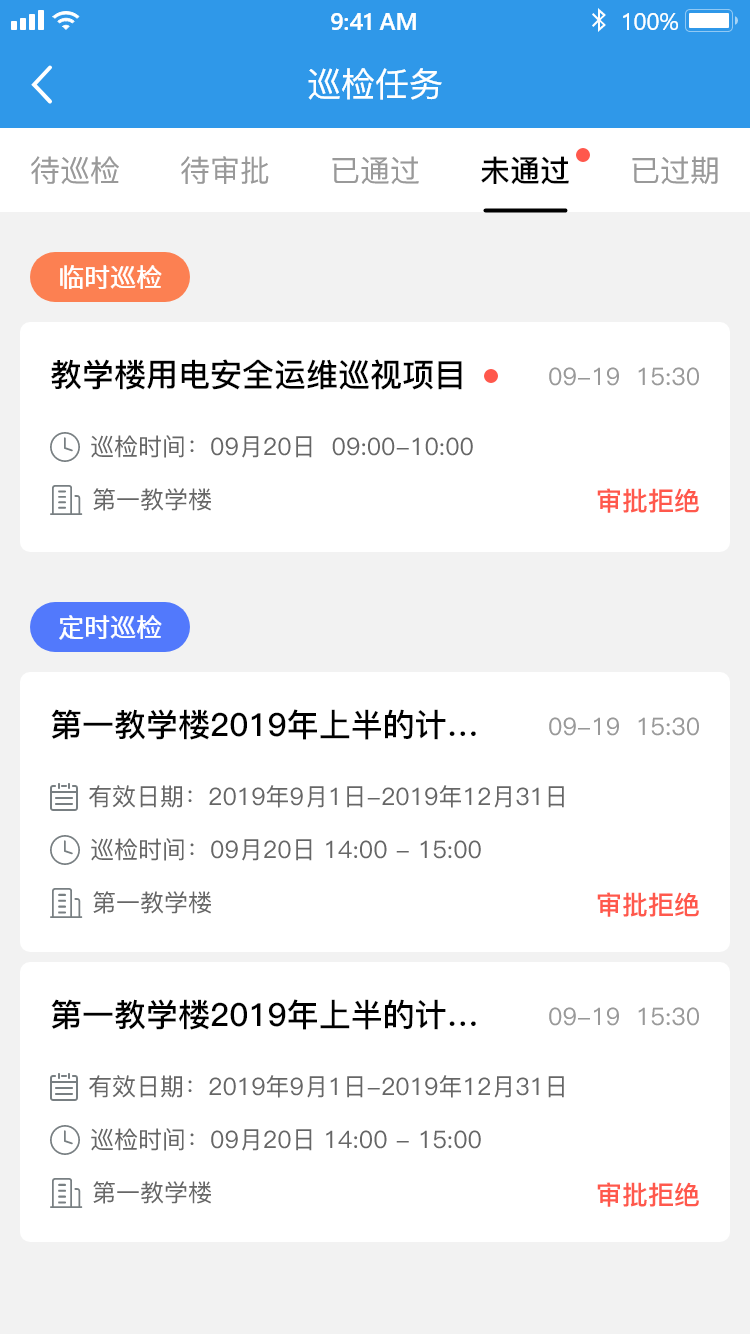 9:41 AM 100%
巡检任务
待巡检 待审批 已通过 未通过 已过期
临时巡检
教学楼用电安全运维巡视项目 09-19 15:30
巡检时间：09月20日 09:00-10:00
第一教学楼 审批拒绝
定时巡检
第一教学楼2019年上半的计... 09-19 15:30
有效日期：2019年9月1日-2019年12月31日
巡检时间：09月20日 14:00 - 15:00
第一教学楼 审批拒绝
第一教学楼2019年上半的计... 09-19 15:30
有效日期：2019年9月1日-2019年12月31日
巡检时间：09月20日 14:00 - 15:00
第一教学楼 审批拒绝